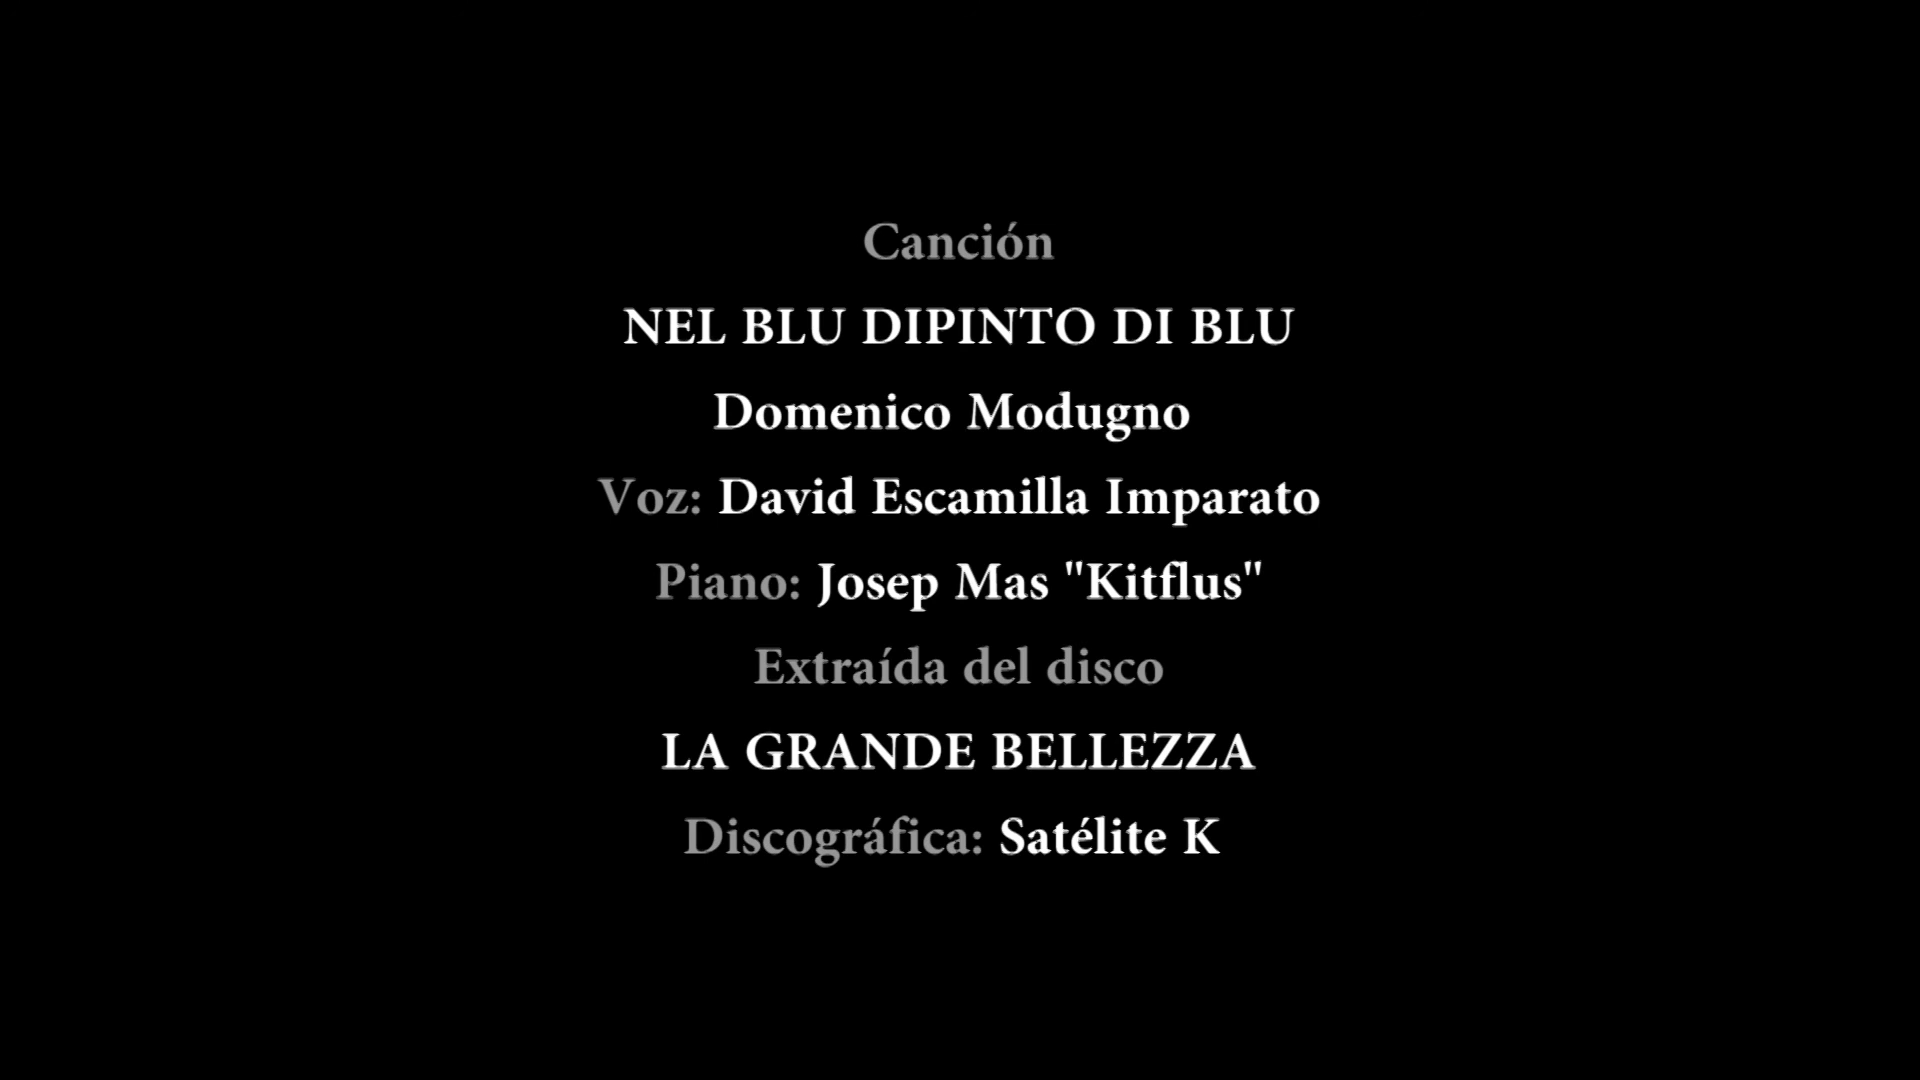 Canción
NEL BLU DIPINTO DI BLU
Domenico Modugno
Voz: David Escamilla Imparato
Piano: Josep Mas "Kitflus"
Extraída del disco
LA GRANDE BELLEZZA
Discográfica: Satélite K